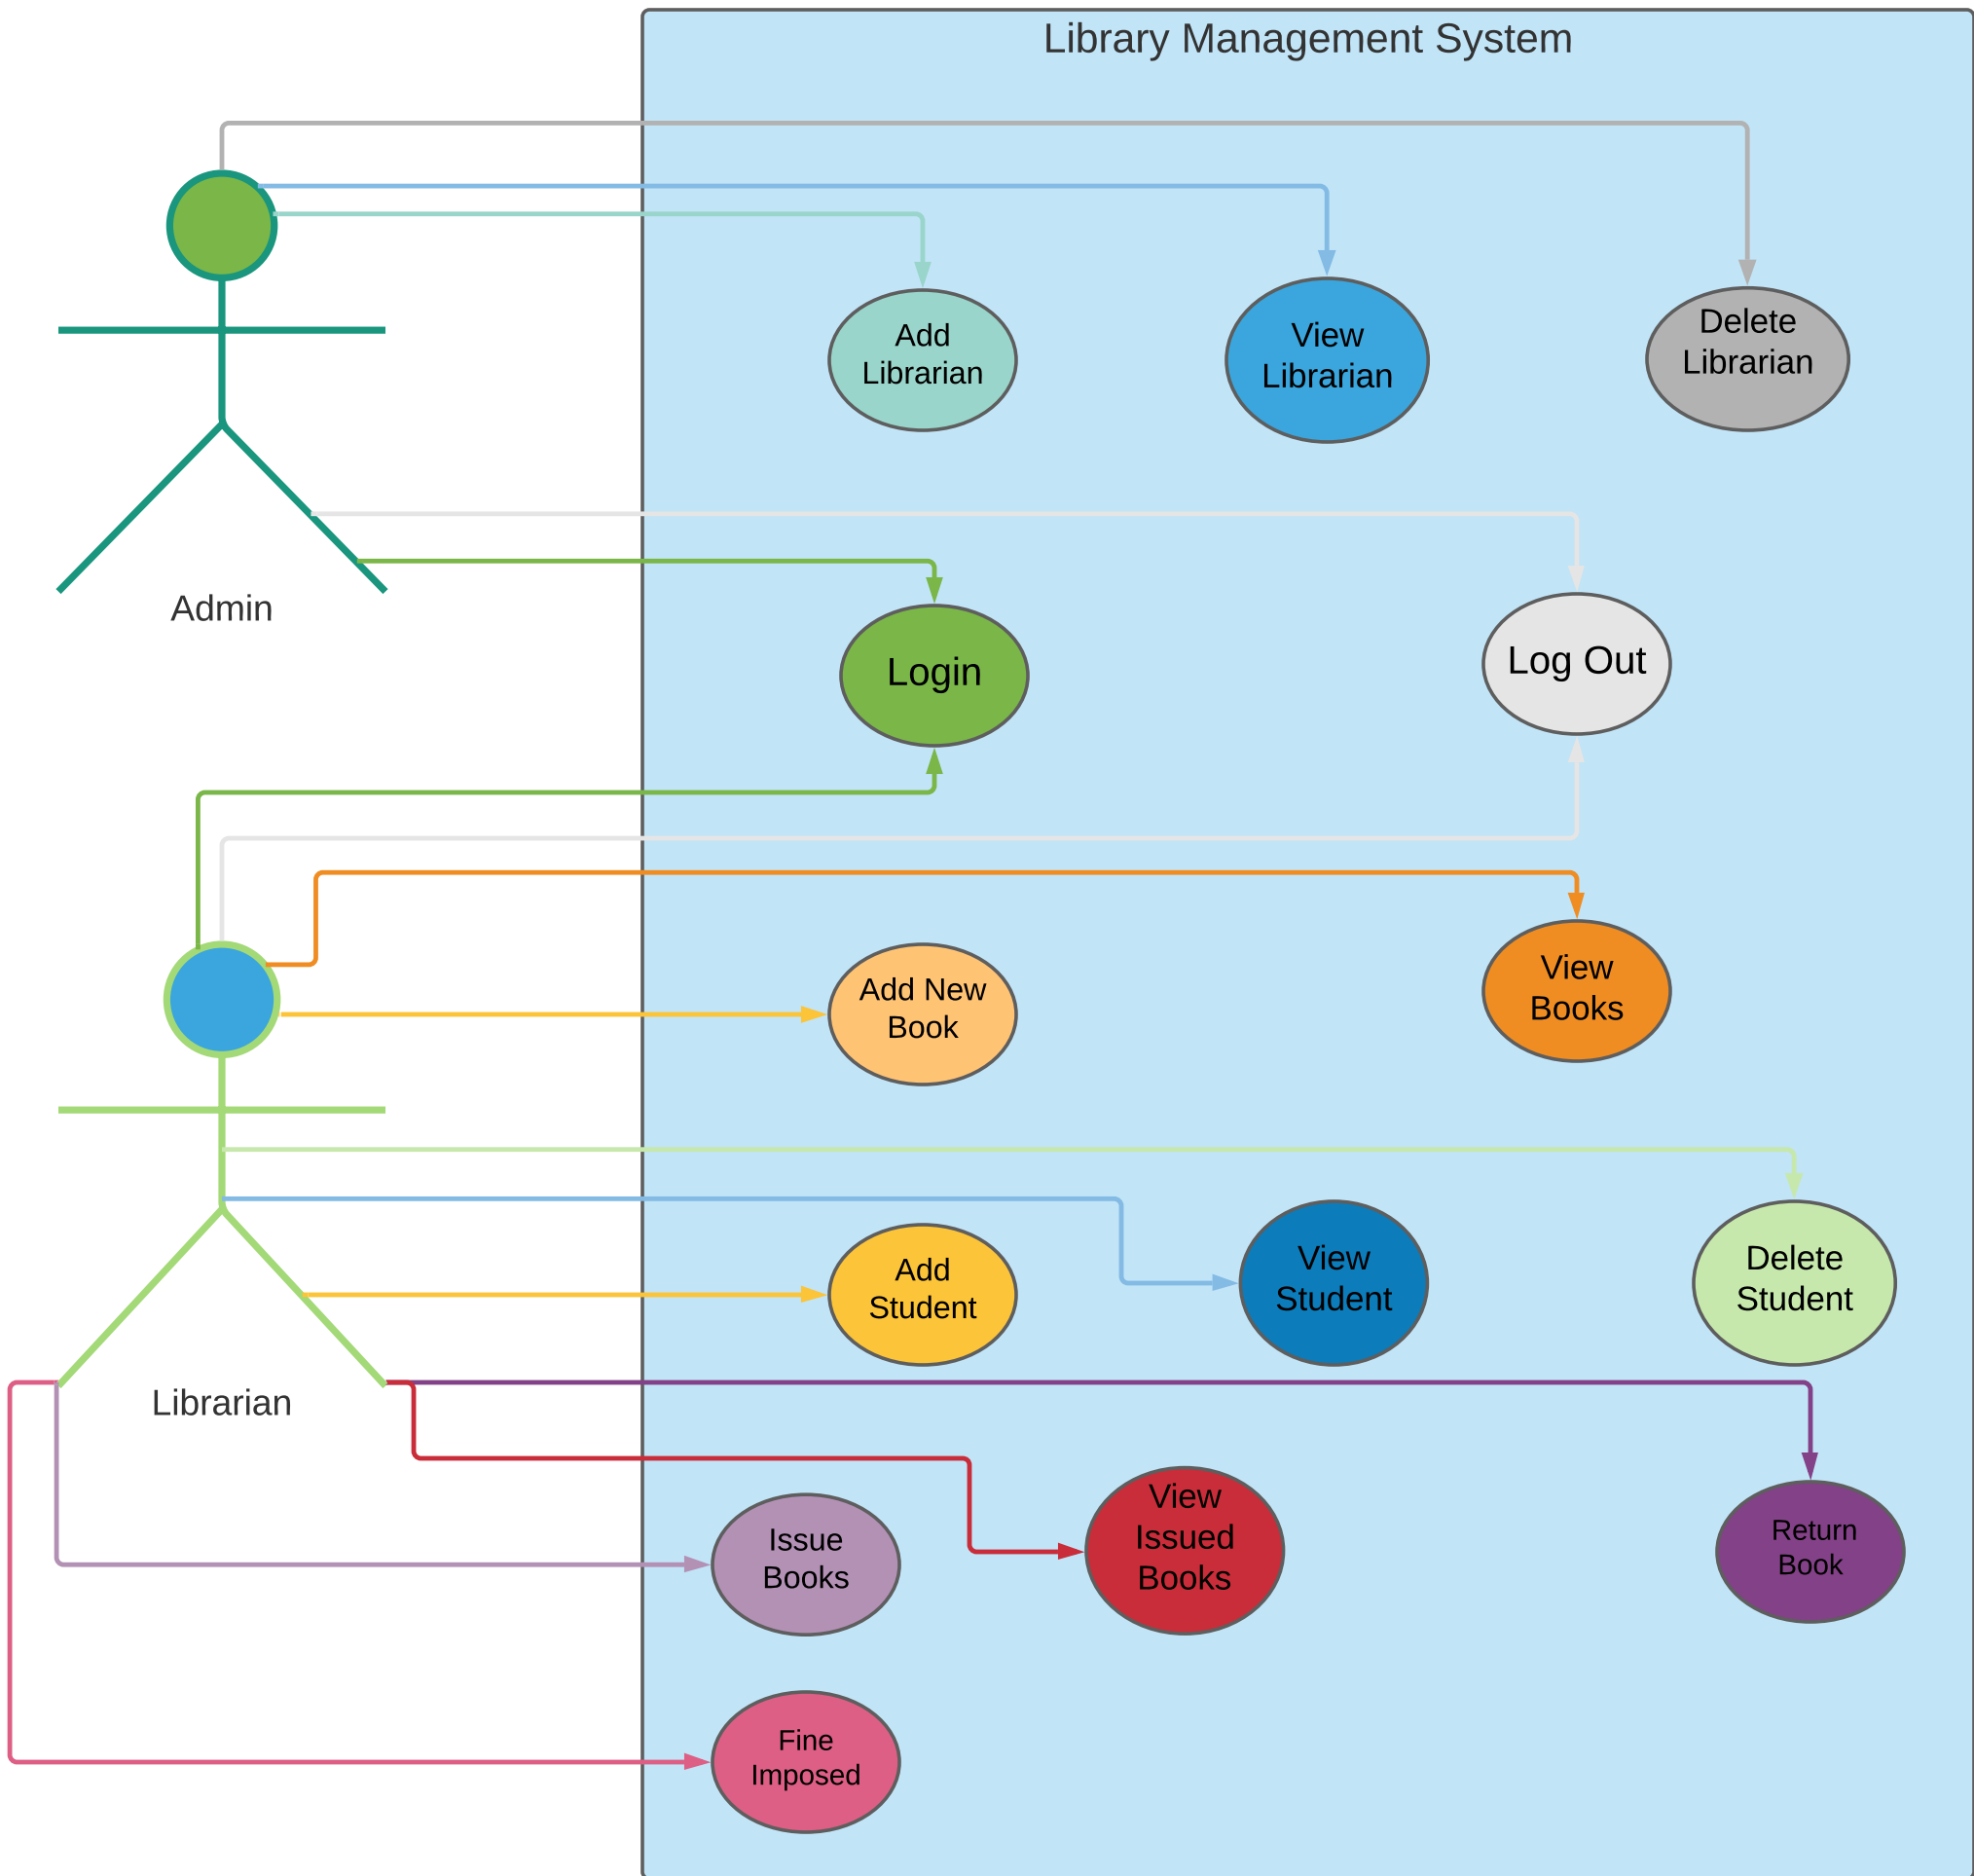 Library Management System
Add
Librarian
View
Librarian
Delete
Librarian
Admin
Login
Log Out
Add New
Book
View
Books
Add
Student
View
Student
Delete
Student
Librarian
Issue
Books
View
Issued
Books
Return
Book
Fine
Imposed